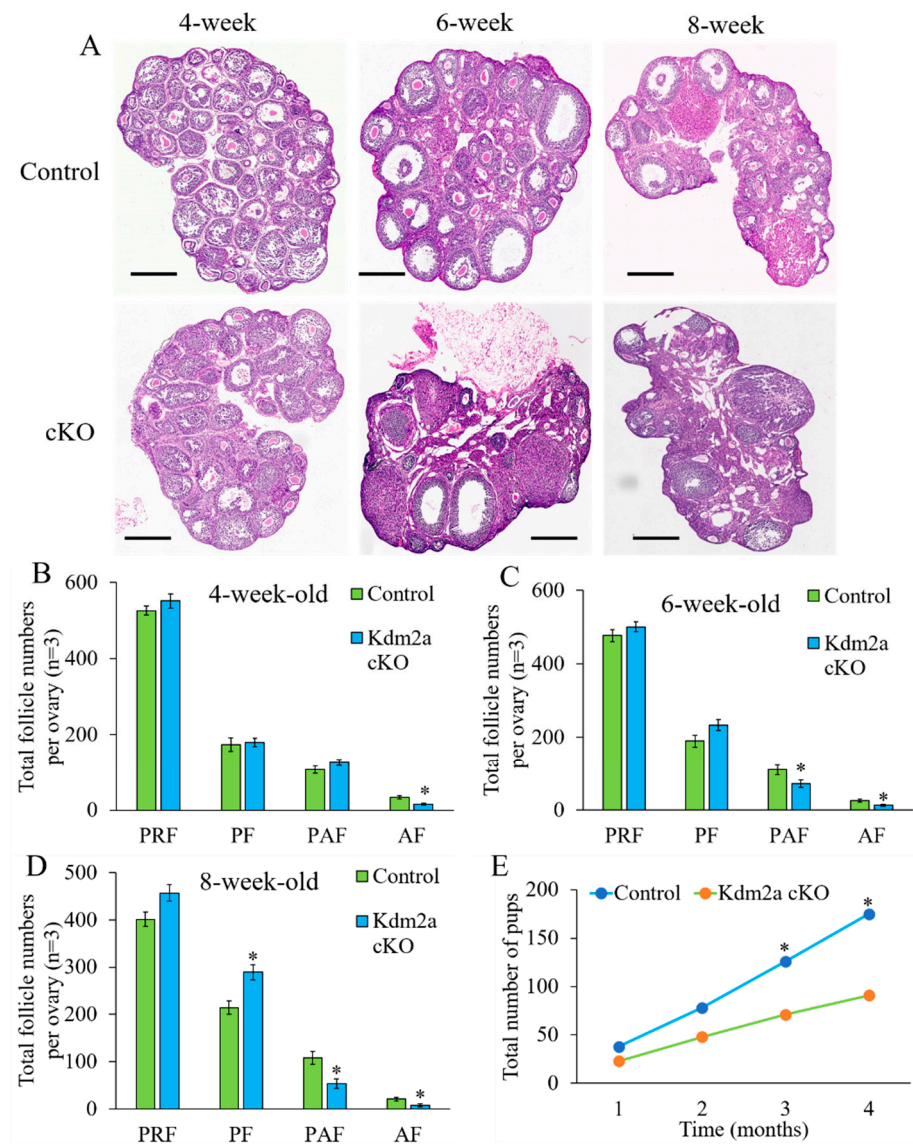 4-week
6-week
8-week
A
Control
cKO
B
4-week-old
Control
Kdm2a
cKO
Total follicle numbers
per ovary (n=3)
600
400
200
0
*
PRF
PF
PAF
AF
C
6-week-old
Control
Kdm2a
cKO
Total follicle numbers
per ovary (n=3)
600
400
200
0
*
*
PRF
PF
PAF
AF
D
8-week-old
Control
Kdm2a
cKO
Total follicle numbers
per ovary (n=3)
500
400
300
200
100
0
*
*
*
PRF
PF
PAF
AF
E
Control
Kdm2a cKO
Total number of pups
200
150
100
50
0
*
*
1
2
3
4
Time (months)